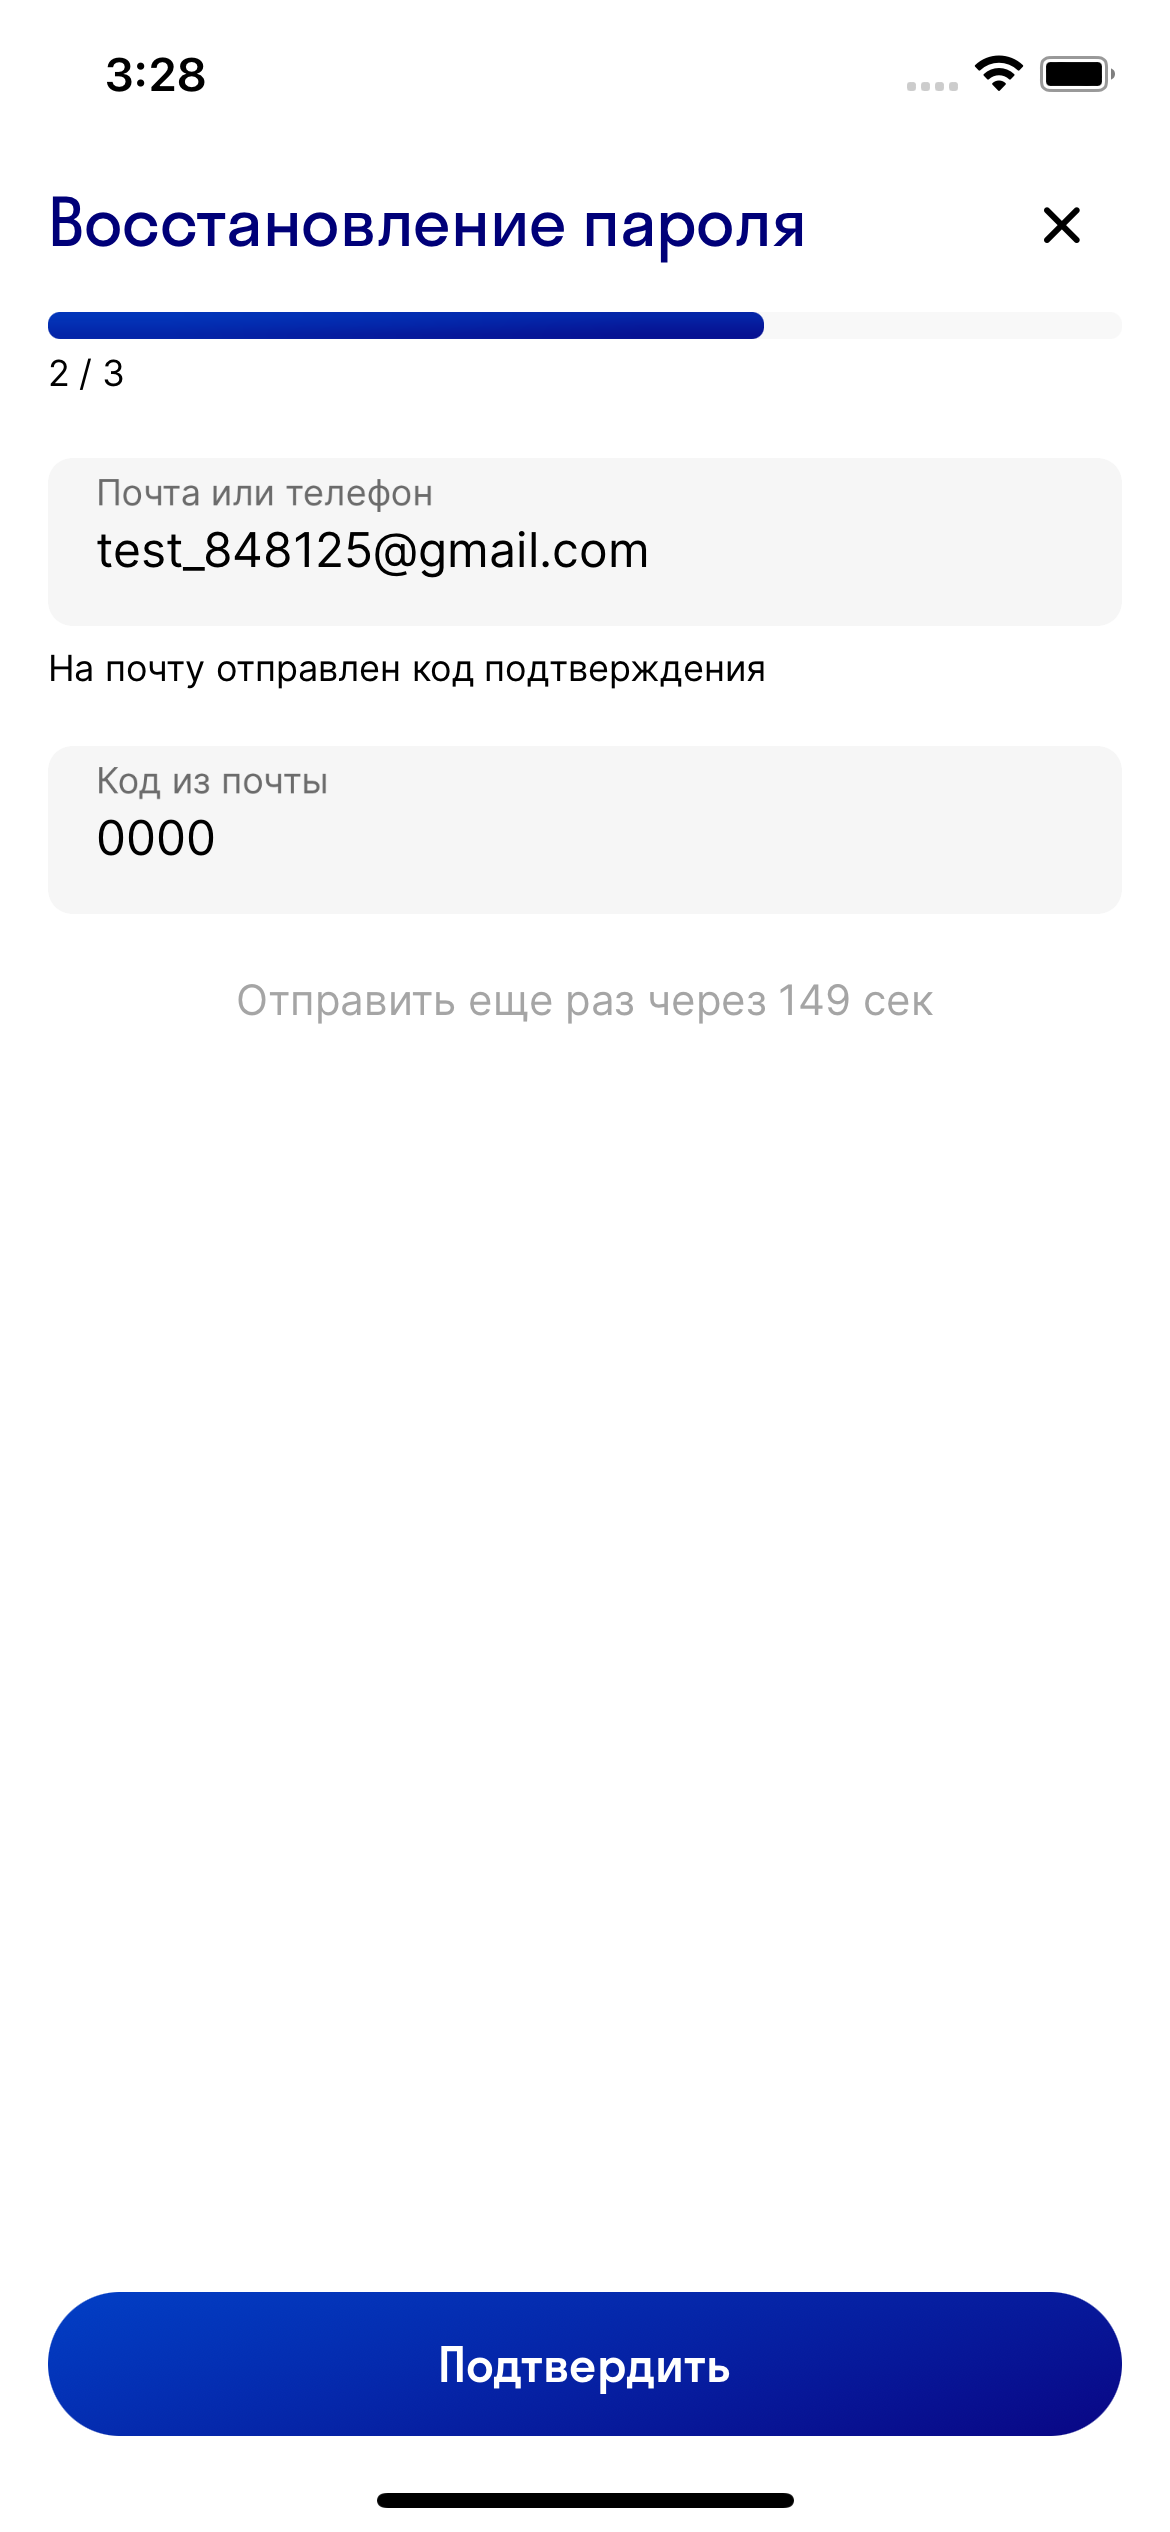 3:28
Восстановление пароля
2 / 3
Почта или телефон
test_848125@gmail.com
На почту отправлен код подтверждения
Код из почты
0000
Отправить еще раз через 149 сек
Подтвердить